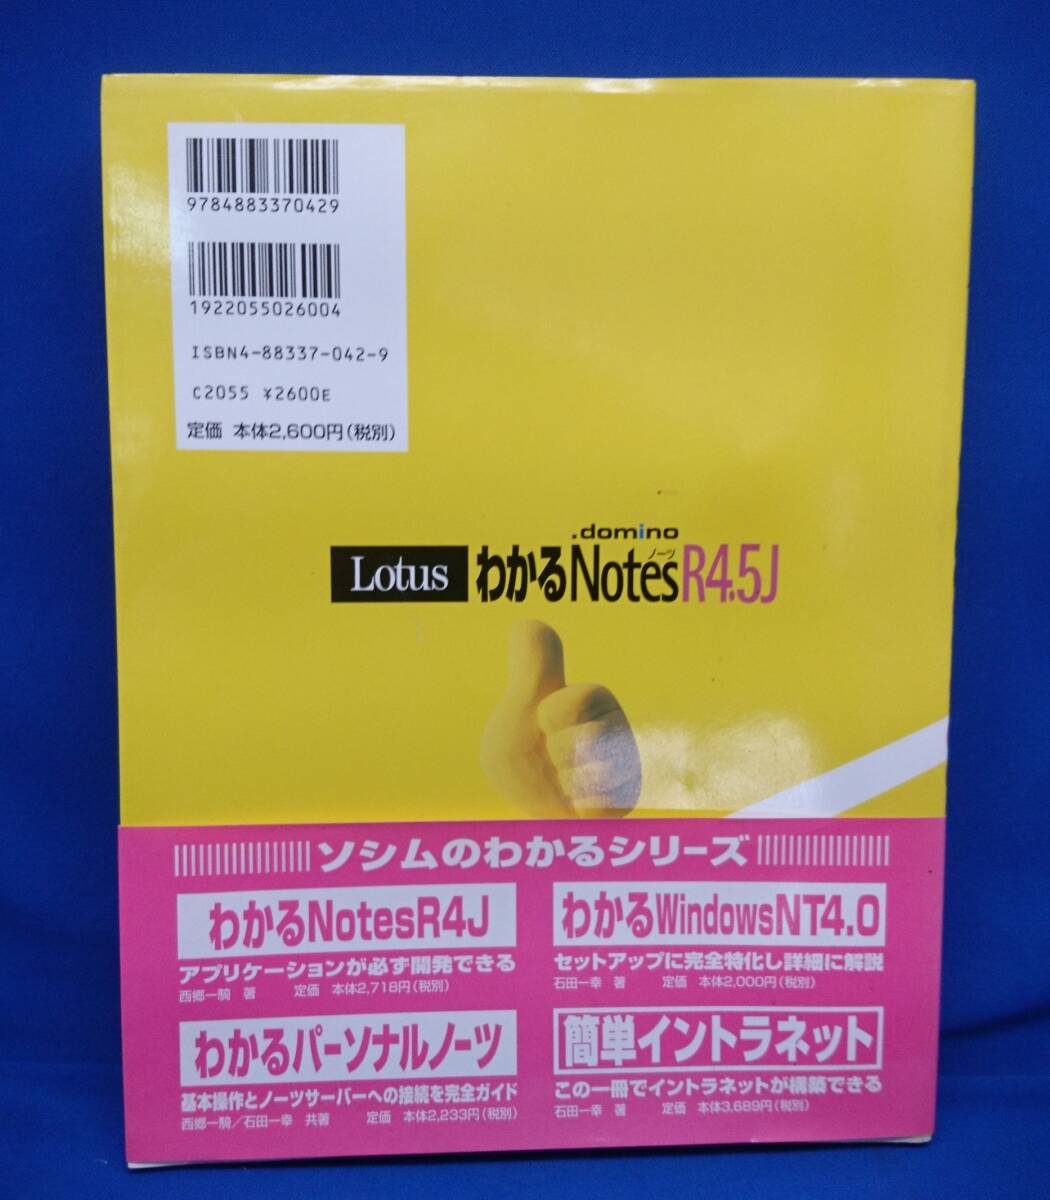 9784883370429
1922055026004
ISBN4-88337-042-9
C2055 ¥2600E
定価 本体2,600円(税別)
.domino
Lotus わかるNotesR4.5J
ノーツ
ソシムのわかるシリーズ
わかるNotesR4J
アプリケーションが必ず開発できる
西郷一騎 著 定価 本体2,718円(税別)
わかるWindowsNT4.0
セットアップに完全特化し詳細に解説
石田一幸 著 定価 本体2,000円(税別)
わかるパーソナルノーツ
基本操作とノーツサーバーへの接続を完全ガイド
西郷一騎/石田一幸 共著 定価 本体2,233円(税別)
簡単イントラネット
この一冊でイントラネットが構築できる
石田一幸 著 定価 本体3,689円(税別)